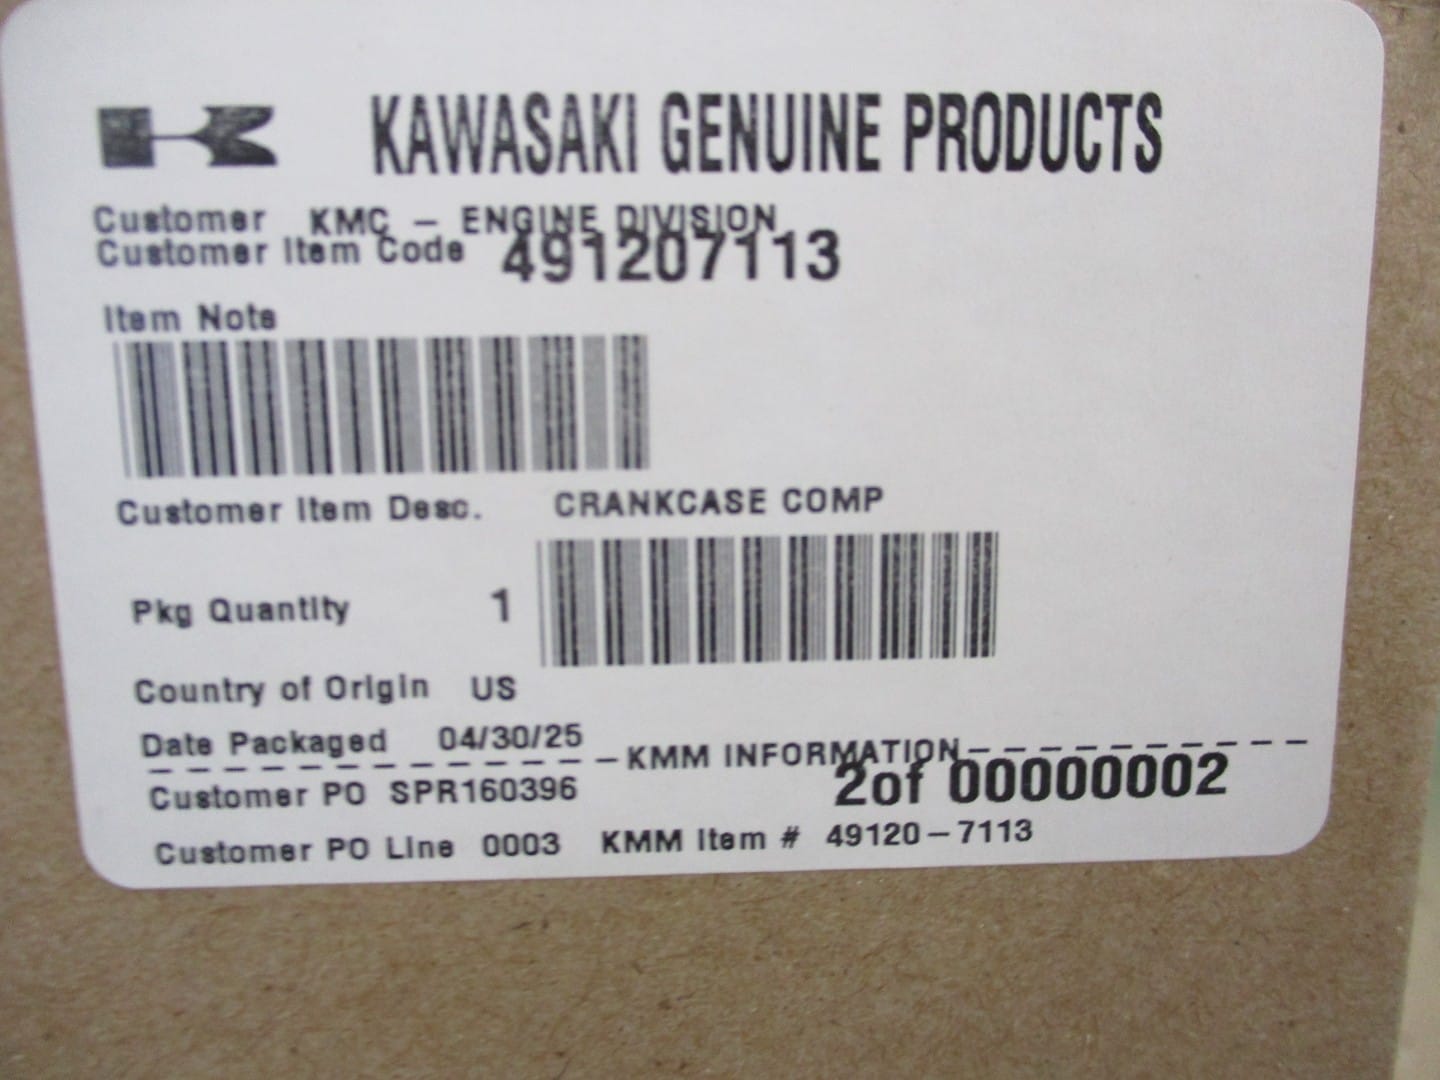 KAWASAKI GENUINE PRODUCTS
Customer KMC - ENGINE DIVISION
Customer Item Code 491207113
Item Note
Customer Item Desc. CRANKCASE COMP
Pkg Quantity 1
Country of Origin US
Date Packaged 04/30/25
KMM INFORMATION
Customer PO SPR160396 2of 00000002
Customer PO Line 0003 KMM Item # 49120-7113